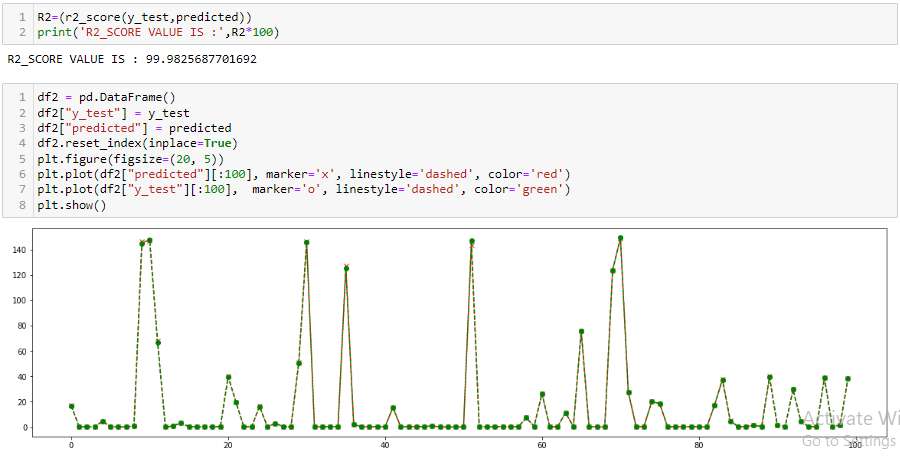 1 R2=(r2_score(y_test,predicted))
2 print('R2_SCORE VALUE IS :',R2*100)
R2_SCORE VALUE IS : 99.9825687701692
1 df2 = pd.DataFrame()
2 df2["y_test"] = y_test
3 df2["predicted"] = predicted
4 df2.reset_index(inplace=True)
5 plt.figure(figsize=(20, 5))
6 plt.plot(df2["predicted"][:100], marker='x', linestyle='dashed', color='red')
7 plt.plot(df2["y_test"][:100],  marker='o', linestyle='dashed', color='green')
8 plt.show()
140
120
100
80
60
40
20
0
0 20 40 60 80 100
Activate Wi
Go to Settings